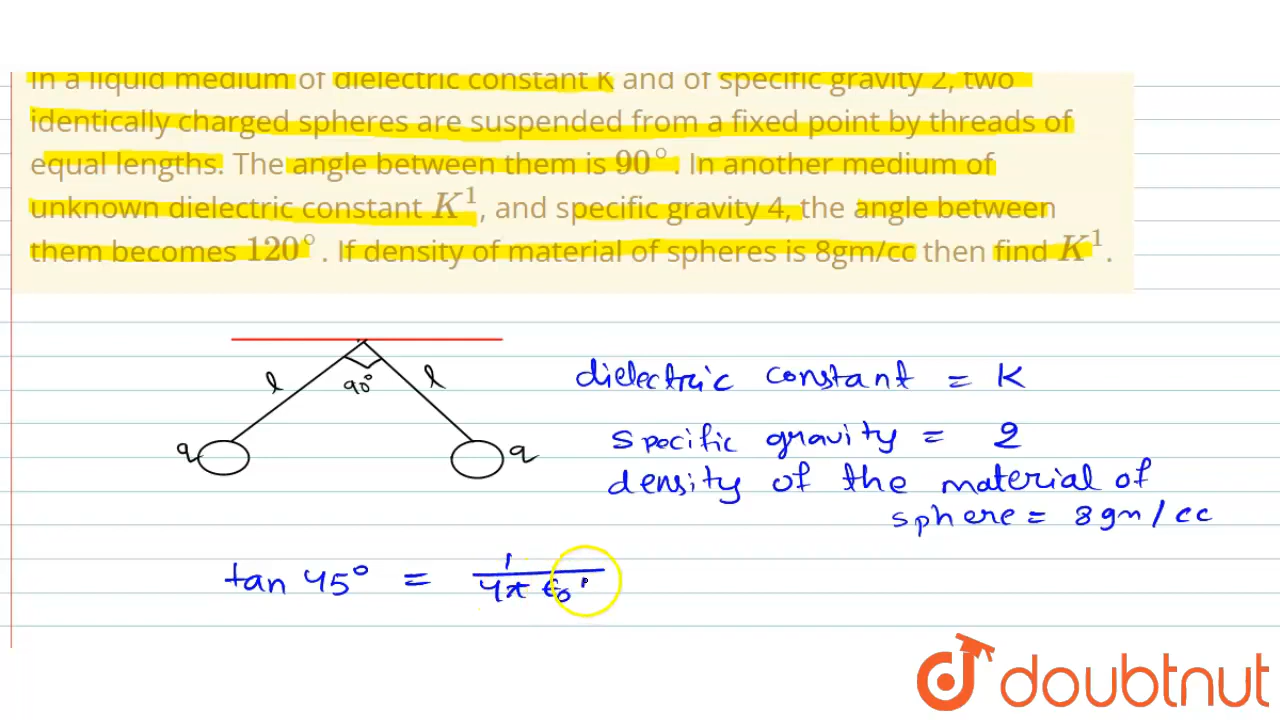 In a liquid medium of dielectric constant K and of specific gravity 2, two
identically charged spheres are suspended from a fixed point by threads of
equal lengths. The angle between them is 90°. In another medium of
unknown dielectric constant K¹, and specific gravity 4, the angle between
them becomes 120°. If density of material of spheres is 8gm/cc then find K¹.
l l
90°
q q
dielectric constant = K
specific gravity = 2
density of the material of
sphere = 8gm/cc
tan 45° = 1/4π ε₀
doubtnut